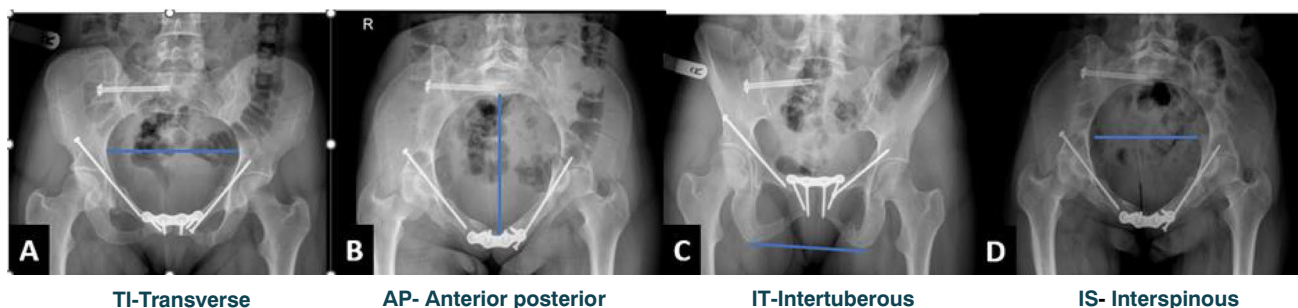 R
A
B
C
D
TI-Transverse
AP- Anterior posterior
IT-Intertuberous
IS- Interspinous